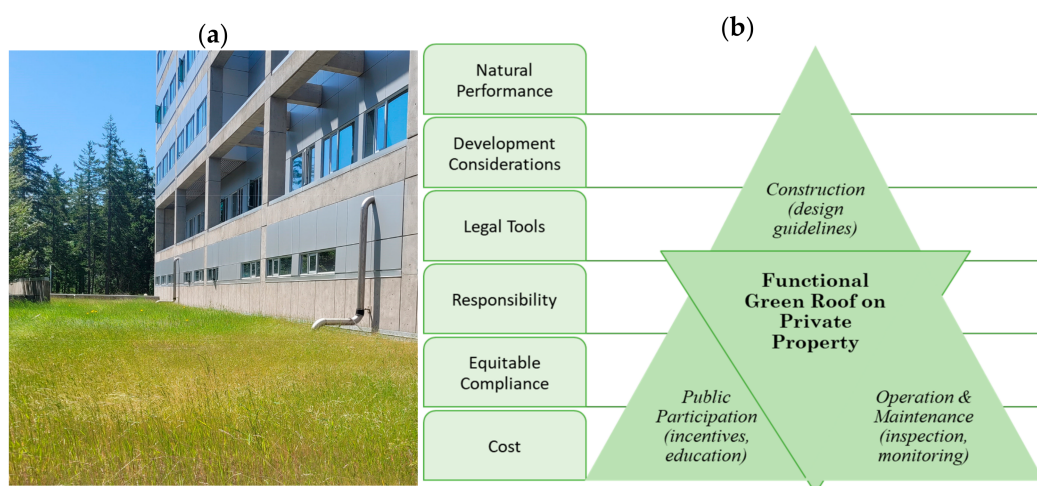 (a)
(b)
Natural
Performance
Development
Considerations
Legal Tools
Responsibility
Equitable
Compliance
Cost
Construction
(design
guidelines)
Functional
Green Roof on
Private
Property
Public
Participation
(incentives,
education)
Operation &
Maintenance
(inspection,
monitoring)